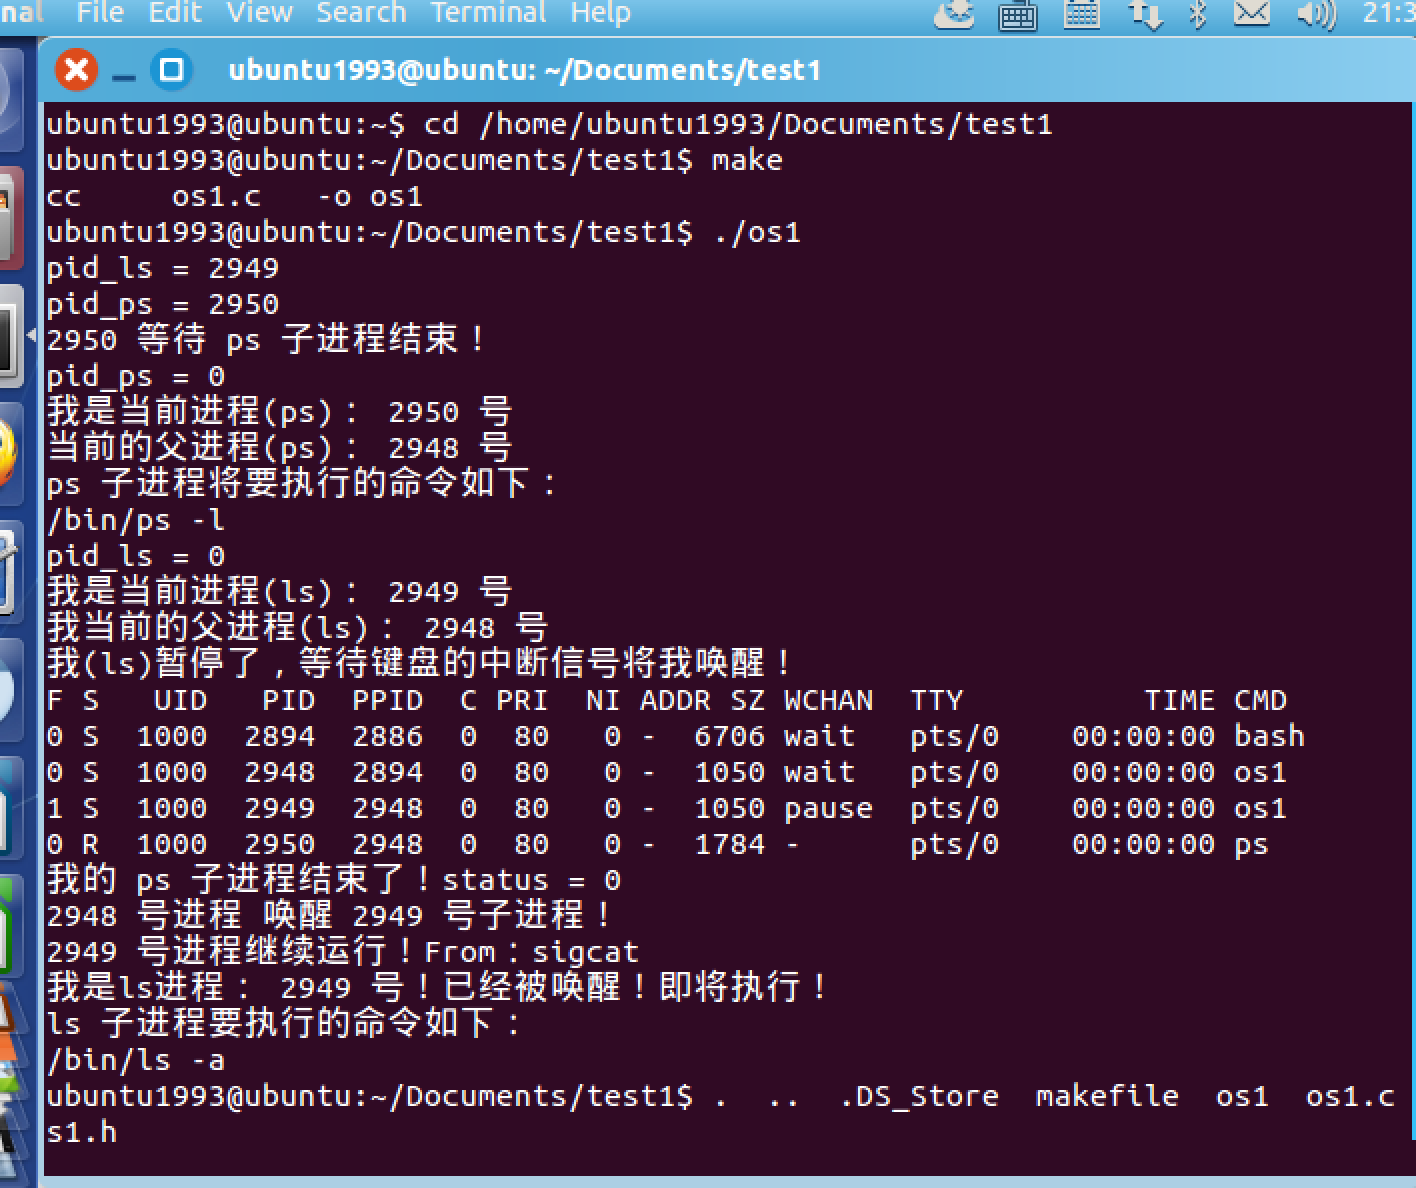 nal File Edit View Search Terminal Help 21:3
ubuntu1993@ubuntu: ~/Documents/test1
ubuntu1993@ubuntu:~$ cd /home/ubuntu1993/Documents/test1
ubuntu1993@ubuntu:~/Documents/test1$ make
cc     os1.c   -o os1
ubuntu1993@ubuntu:~/Documents/test1$ ./os1
pid_ls = 2949
pid_ps = 2950
2950 等待 ps 子进程结束！
pid_ps = 0
我是当前进程(ps)： 2950 号
当前的父进程(ps)： 2948 号
ps 子进程将要执行的命令如下：
/bin/ps -l
pid_ls = 0
我是当前进程(ls)： 2949 号
我当前的父进程(ls)： 2948 号
我(ls)暂停了，等待键盘的中断信号将我唤醒！
F S   UID   PID  PPID  C PRI  NI ADDR SZ WCHAN  TTY          TIME CMD
0 S  1000  2894  2886  0  80   0 -  6706 wait   pts/0    00:00:00 bash
0 S  1000  2948  2894  0  80   0 -  1050 wait   pts/0    00:00:00 os1
1 S  1000  2949  2948  0  80   0 -  1050 pause  pts/0    00:00:00 os1
0 R  1000  2950  2948  0  80   0 -  1784 -      pts/0    00:00:00 ps
我的 ps 子进程结束了！status = 0
2948 号进程 唤醒 2949 号子进程！
2949 号进程继续运行！From：sigcat
我是ls进程： 2949 号！已经被唤醒！即将执行！
ls 子进程要执行的命令如下：
/bin/ls -a
ubuntu1993@ubuntu:~/Documents/test1$ .  ..  .DS_Store  makefile  os1  os1.c
s1.h